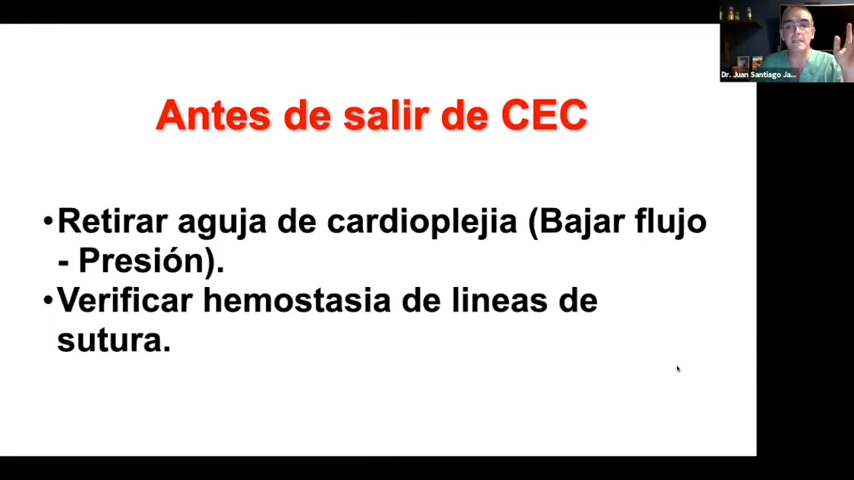 Antes de salir de CEC
•Retirar aguja de cardioplejia (Bajar flujo
- Presión).
•Verificar hemostasia de lineas de
sutura.
Dr. Juan Santiago Ja...